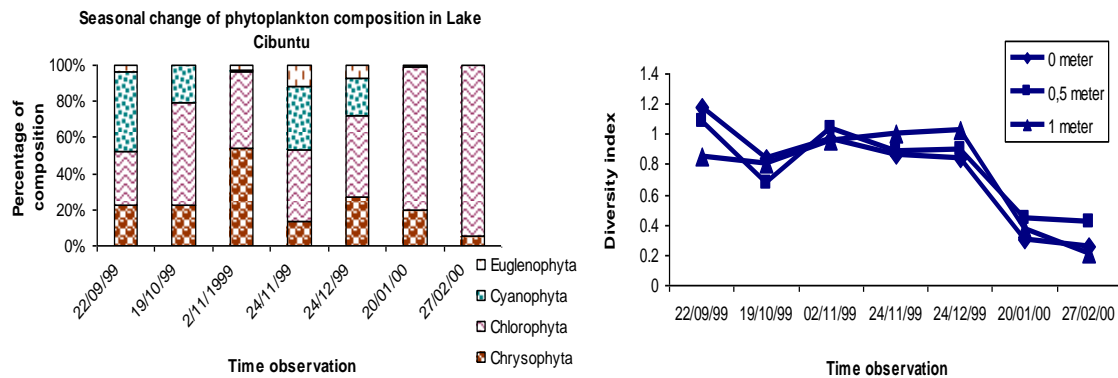 Seasonal change of phytoplankton composition in Lake
Cibuntu
Percentage of
composition
100%
80%
60%
40%
20%
0%
22/09/99
19/10/99
2/11/1999
24/11/99
24/12/99
20/01/00
27/02/00
Time observation
Euglenophyta
Cyanophyta
Chlorophyta
Chrysophyta
0 meter
0,5 meter
1 meter
Diversity index
1.4
1.2
1
0.8
0.6
0.4
0.2
0
22/09/99 19/10/99 02/11/99 24/11/99 24/12/99 20/01/00 27/02/00
Time observation